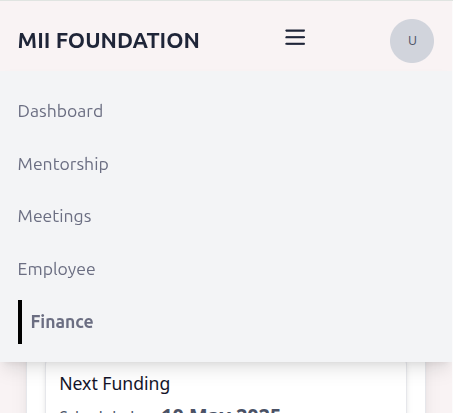 MII FOUNDATION
U
Dashboard
Mentorship
Meetings
Employee
Finance
Next Funding